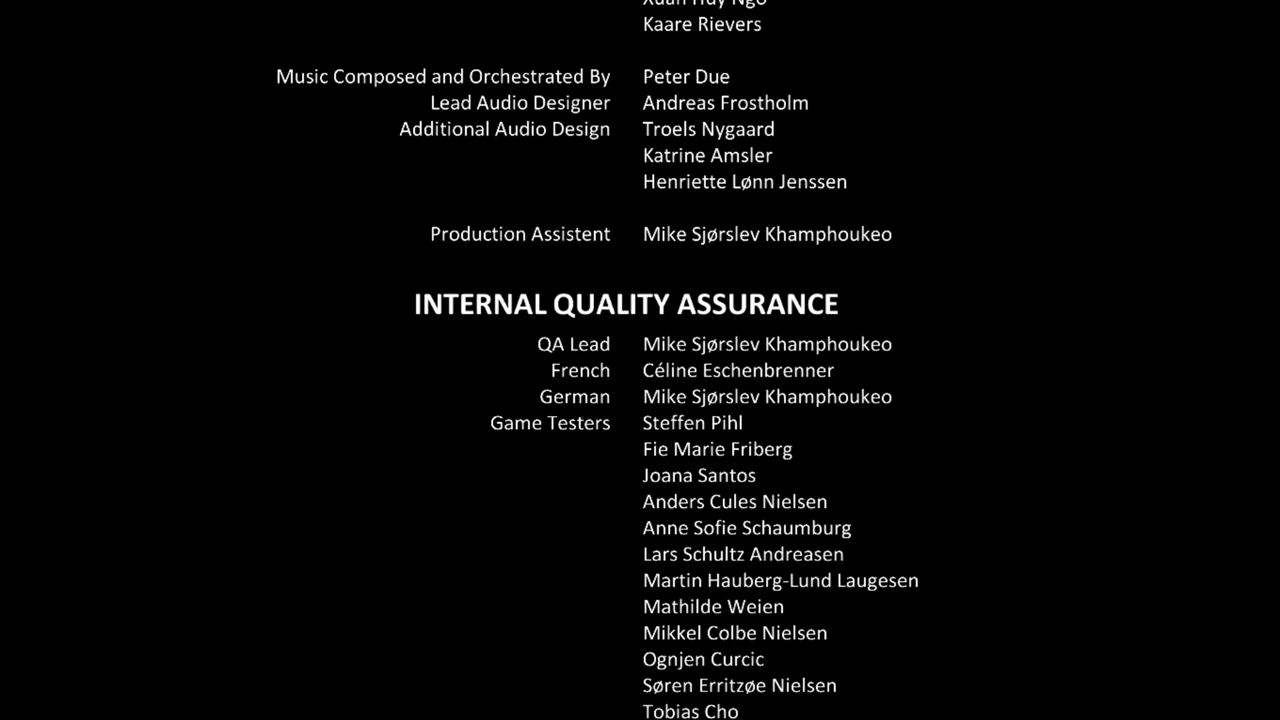 Xuan Huy Ngo
Kaare Rievers
Music Composed and Orchestrated By Peter Due
Lead Audio Designer Andreas Frostholm
Additional Audio Design Troels Nygaard
Katrine Amsler
Henriette Lønn Jenssen
Production Assistent Mike Sjørslev Khamphoukeo
INTERNAL QUALITY ASSURANCE
QA Lead Mike Sjørslev Khamphoukeo
French Céline Eschenbrenner
German Mike Sjørslev Khamphoukeo
Game Testers Steffen Pihl
Fie Marie Friberg
Joana Santos
Anders Cules Nielsen
Anne Sofie Schaumburg
Lars Schultz Andreasen
Martin Hauberg-Lund Laugesen
Mathilde Weien
Mikkel Colbe Nielsen
Ognjen Curcic
Søren Erritzøe Nielsen
Tobias Cho